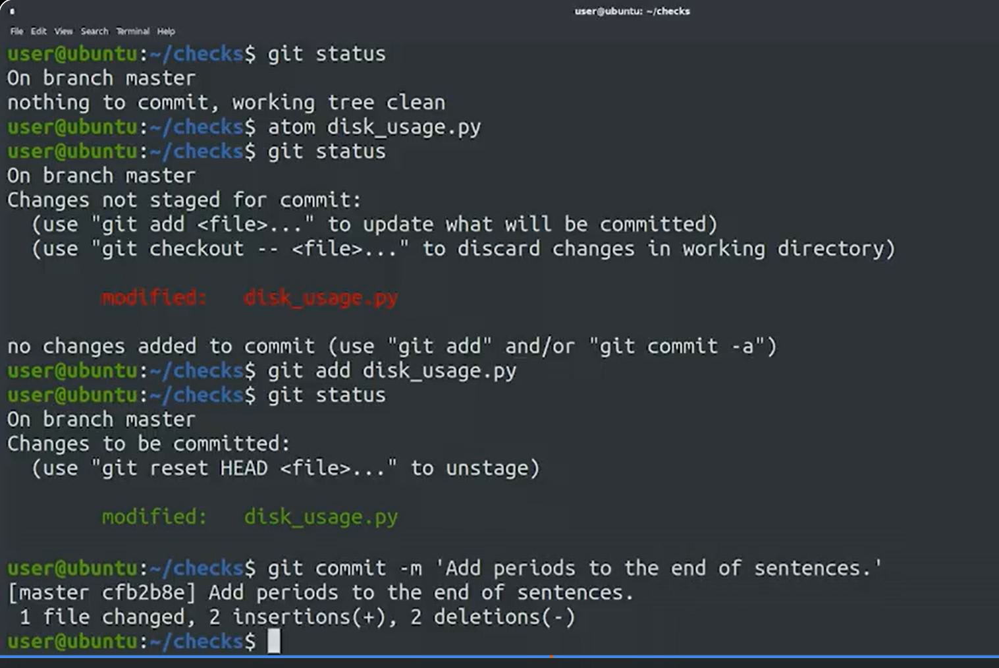 user@ubuntu: ~/checks
File Edit View Search Terminal Help
user@ubuntu:~/checks$ git status
On branch master
nothing to commit, working tree clean
user@ubuntu:~/checks$ atom disk_usage.py
user@ubuntu:~/checks$ git status
On branch master
Changes not staged for commit:
  (use "git add <file>..." to update what will be committed)
  (use "git checkout -- <file>..." to discard changes in working directory)
        modified:   disk_usage.py
no changes added to commit (use "git add" and/or "git commit -a")
user@ubuntu:~/checks$ git add disk_usage.py
user@ubuntu:~/checks$ git status
On branch master
Changes to be committed:
  (use "git reset HEAD <file>..." to unstage)
        modified:   disk_usage.py
user@ubuntu:~/checks$ git commit -m 'Add periods to the end of sentences.'
[master cfb2b8e] Add periods to the end of sentences.
 1 file changed, 2 insertions(+), 2 deletions(-)
user@ubuntu:~/checks$